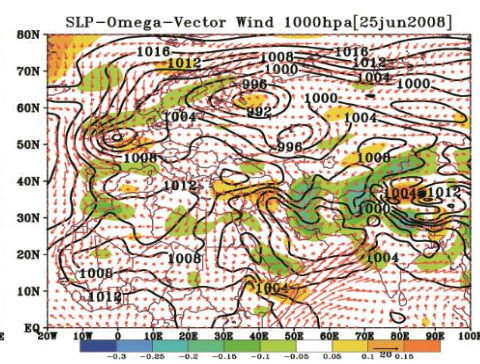 SLP-Omega-Vector Wind 1000hpa[25jun2008]
80N
1016
1008
1016
1012
1012
70N
1000
1004
996
1000
60N
1000
992
1004
1004
50N
996
1008
1008
40N
1012
1004
1012
30N
1000
20N
1008
1004
1008
10N
1004
1012
EQ
20W
10W
0
10E
20E
30E
40E
50E
60E
70E
80E
90E
100E
-0.3
-0.25
-0.2
-0.15
-0.1
-0.05
0.05
0.1
20
0.15
E